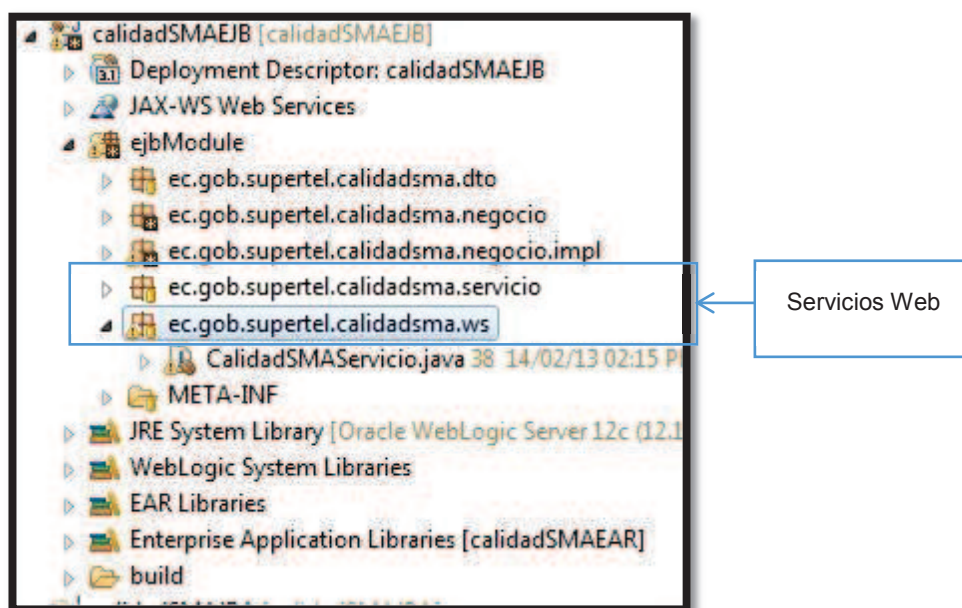 calidadSMAEJB [calidadSMAEJB]
3.1 Deployment Descriptor: calidadSMAEJB
JAX-WS Web Services
ejbModule
ec.gob.supertel.calidadsma.dto
ec.gob.supertel.calidadsma.negocio
ec.gob.supertel.calidadsma.negocio.impl
ec.gob.supertel.calidadsma.servicio
ec.gob.supertel.calidadsma.ws
Servicios Web
CalidadSMAServicio.java 38 14/02/13 02:15 P
META-INF
JRE System Library [Oracle WebLogic Server 12c (12.1
WebLogic System Libraries
EAR Libraries
Enterprise Application Libraries [calidadSMAEAR]
build